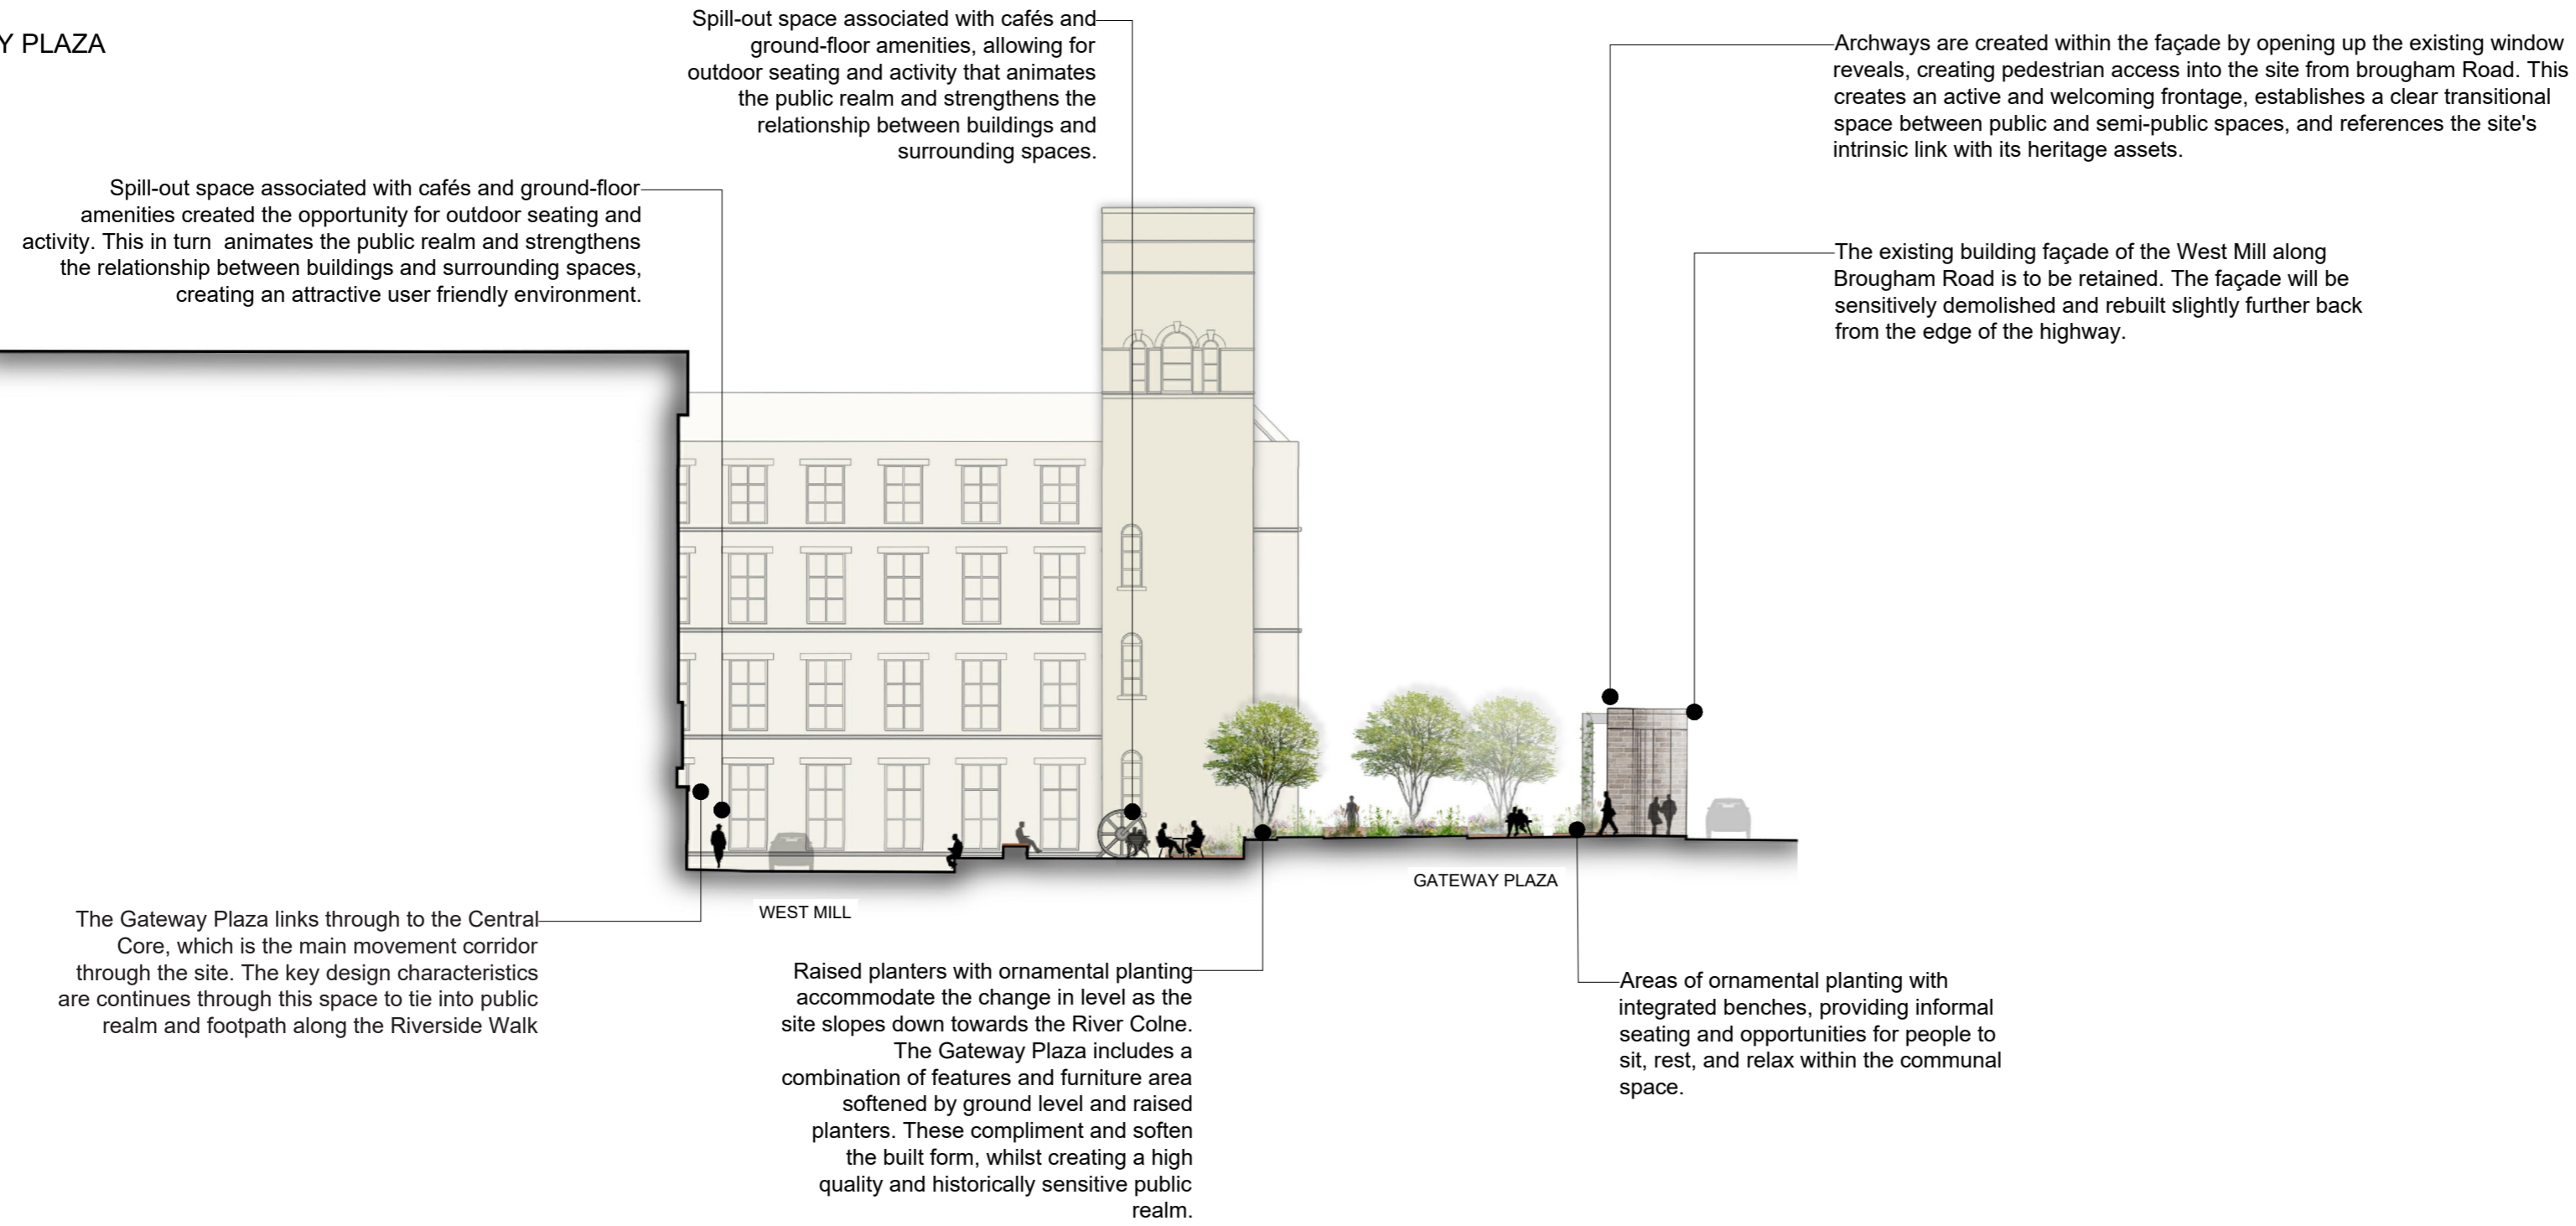 Y PLAZA
Spill-out space associated with cafés and
ground-floor amenities, allowing for
outdoor seating and activity that animates
the public realm and strengthens the
relationship between buildings and
surrounding spaces.
Archways are created within the façade by opening up the existing window
reveals, creating pedestrian access into the site from brougham Road. This
creates an active and welcoming frontage, establishes a clear transitional
space between public and semi-public spaces, and references the site's
intrinsic link with its heritage assets.
Spill-out space associated with cafés and ground-floor
amenities created the opportunity for outdoor seating and
activity. This in turn  animates the public realm and strengthens
the relationship between buildings and surrounding spaces,
creating an attractive user friendly environment.
The existing building façade of the West Mill along
Brougham Road is to be retained. The façade will be
sensitively demolished and rebuilt slightly further back
from the edge of the highway.
GATEWAY PLAZA
WEST MILL
The Gateway Plaza links through to the Central
Core, which is the main movement corridor
through the site. The key design characteristics
are continues through this space to tie into public
realm and footpath along the Riverside Walk
Raised planters with ornamental planting
accommodate the change in level as the
site slopes down towards the River Colne.
The Gateway Plaza includes a
combination of features and furniture area
softened by ground level and raised
planters. These compliment and soften
the built form, whilst creating a high
quality and historically sensitive public
realm.
Areas of ornamental planting with
integrated benches, providing informal
seating and opportunities for people to
sit, rest, and relax within the communal
space.